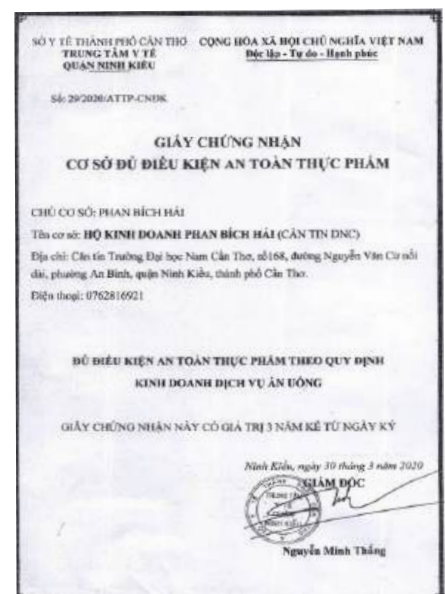 SỞ Y TẾ THÀNH PHỐ CẦN THƠ
TRUNG TÂM Y TẾ
QUẬN NINH KIỀU
CỘNG HÒA XÃ HỘI CHỦ NGHĨA VIỆT NAM
Độc lập - Tự do - Hạnh phúc
Số: 29/2020/ATTP-CNĐK
GIẤY CHỨNG NHẬN
CƠ SỞ ĐỦ ĐIỀU KIỆN AN TOÀN THỰC PHẨM
CHỦ CƠ SỞ: PHAN BÍCH HẢI
Tên cơ sở: HỘ KINH DOANH PHAN BÍCH HẢI (CĂN TIN DNC)
Địa chỉ: Căn tin Trường Đại học Nam Cần Thơ, số168, đường Nguyễn Văn Cừ nối
dài, phường An Bình, quận Ninh Kiều, thành phố Cần Thơ.
Điện thoại: 0762816921
ĐỦ ĐIỀU KIỆN AN TOÀN THỰC PHẨM THEO QUY ĐỊNH
KINH DOANH DỊCH VỤ ĂN UỐNG
GIẤY CHỨNG NHẬN NÀY CÓ GIÁ TRỊ 3 NĂM KỂ TỪ NGÀY KÝ
Ninh Kiều, ngày 30 tháng 3 năm 2020
GIÁM ĐỐC
Nguyễn Minh Thắng